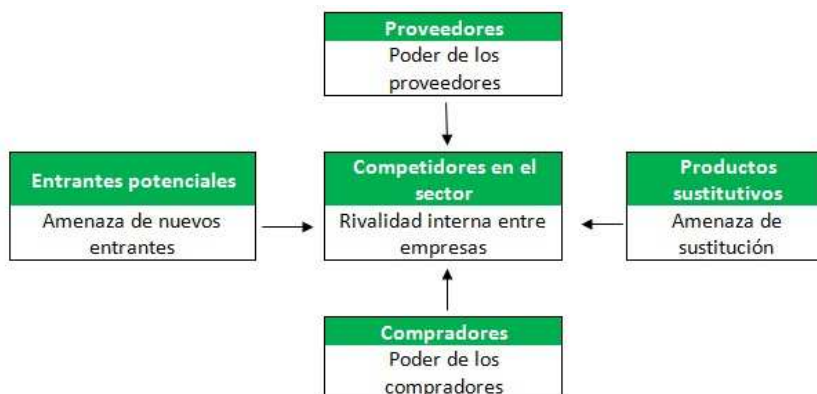 Proveedores
Poder de los
proveedores
Entrantes potenciales
Amenaza de nuevos
entrantes
Competidores en el
sector
Rivalidad interna entre
empresas
Productos
sustitutivos
Amenaza de
sustitución
Compradores
Poder de los
compradores